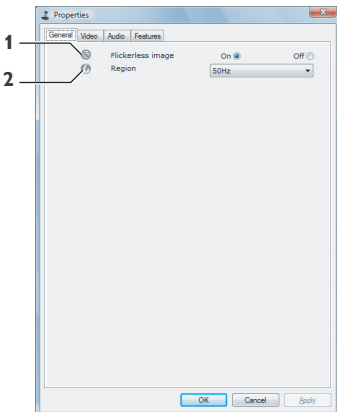 Properties
General Video Audio Features
1 Flickerless image On Off
2 Region 50Hz
OK Cancel Apply